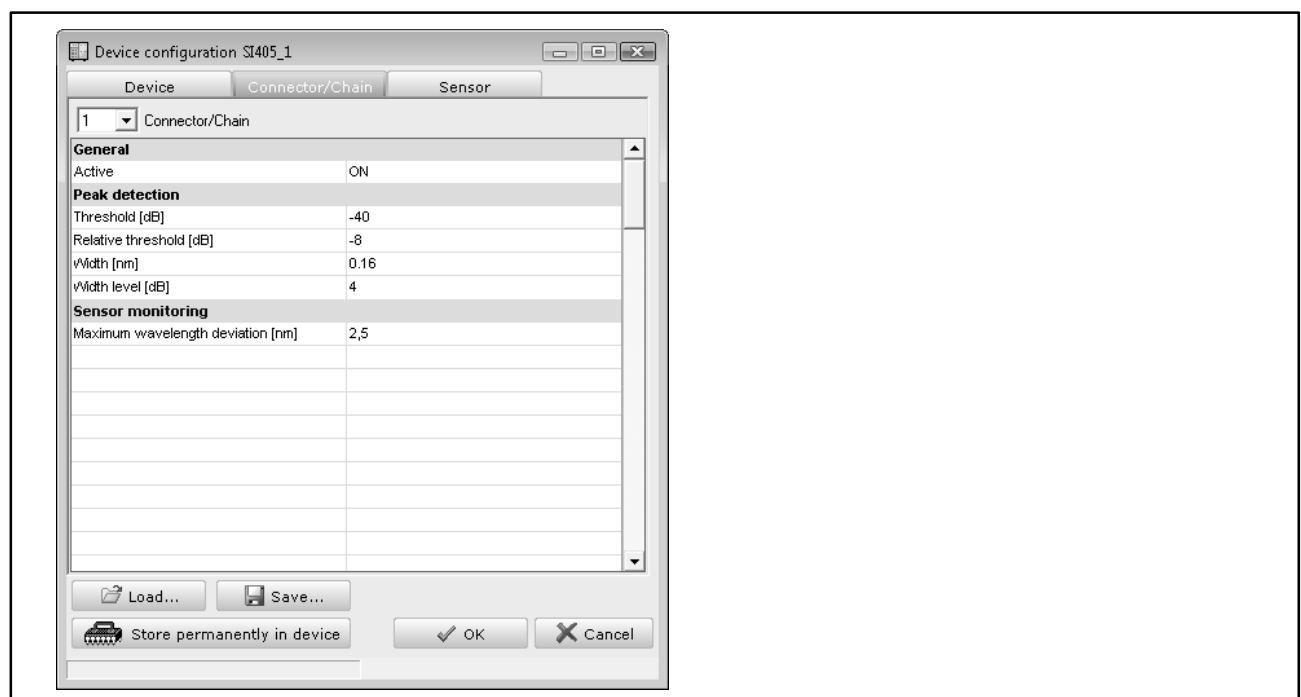 Device configuration SI405_1
Device Connector/Chain Sensor
1 Connector/Chain
General
Active ON
Peak detection
Threshold [dB] -40
Relative threshold [dB] -8
Width [nm] 0.16
Width level [dB] 4
Sensor monitoring
Maximum wavelength deviation [nm] 2,5
Load... Save...
Store permanently in device OK Cancel